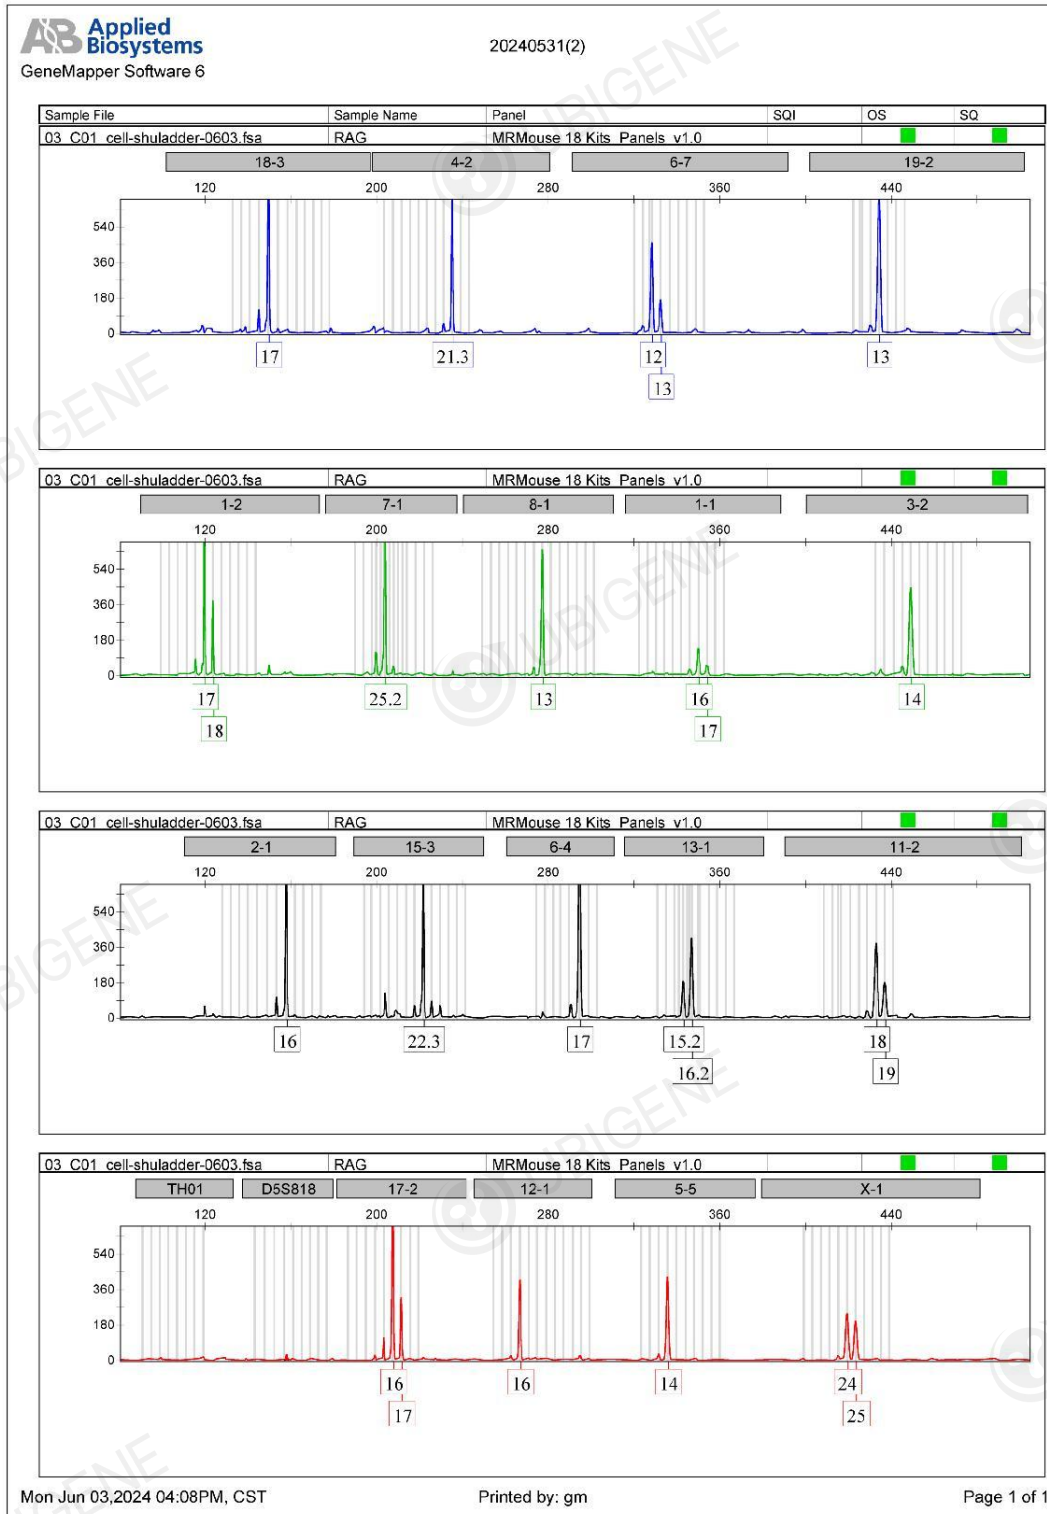 AB Applied Biosystems
GeneMapper Software 6
20240531(2)
Sample File Sample Name Panel SQI OS SQ
03_C01_cell-shuladder-0603.fsa RAG MRMouse 18 Kits_Panels_v1.0
18-3 4-2 6-7 19-2
120 200 280 360 440
540
360
180
0
17 21.3 12 13
13
03_C01_cell-shuladder-0603.fsa RAG MRMouse 18 Kits_Panels_v1.0
1-2 7-1 8-1 1-1 3-2
120 200 280 360 440
540
360
180
0
17 25.2 13 16 14
18 17
03_C01_cell-shuladder-0603.fsa RAG MRMouse 18 Kits_Panels_v1.0
2-1 15-3 6-4 13-1 11-2
120 200 280 360 440
540
360
180
0
16 22.3 17 15.2 18
16.2 19
03_C01_cell-shuladder-0603.fsa RAG MRMouse 18 Kits_Panels_v1.0
TH01 D5S818 17-2 12-1 5-5 X-1
120 200 280 360 440
540
360
180
0
16 16 14 24
17 25
Mon Jun 03,2024 04:08PM, CST Printed by: gm Page 1 of 1
UBIGENE
UBIGENE
UBIGENE
UBIGENE
UBIGENE